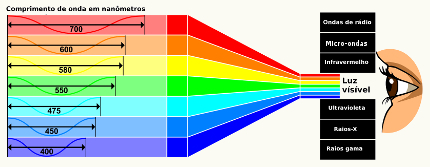 Comprimento de onda em nanômetros
700
600
580
550
475
450
400
Ondas de rádio
Micro-ondas
Infravermelho
Luz
vísível
Ultravioleta
Raios-X
Raios gama